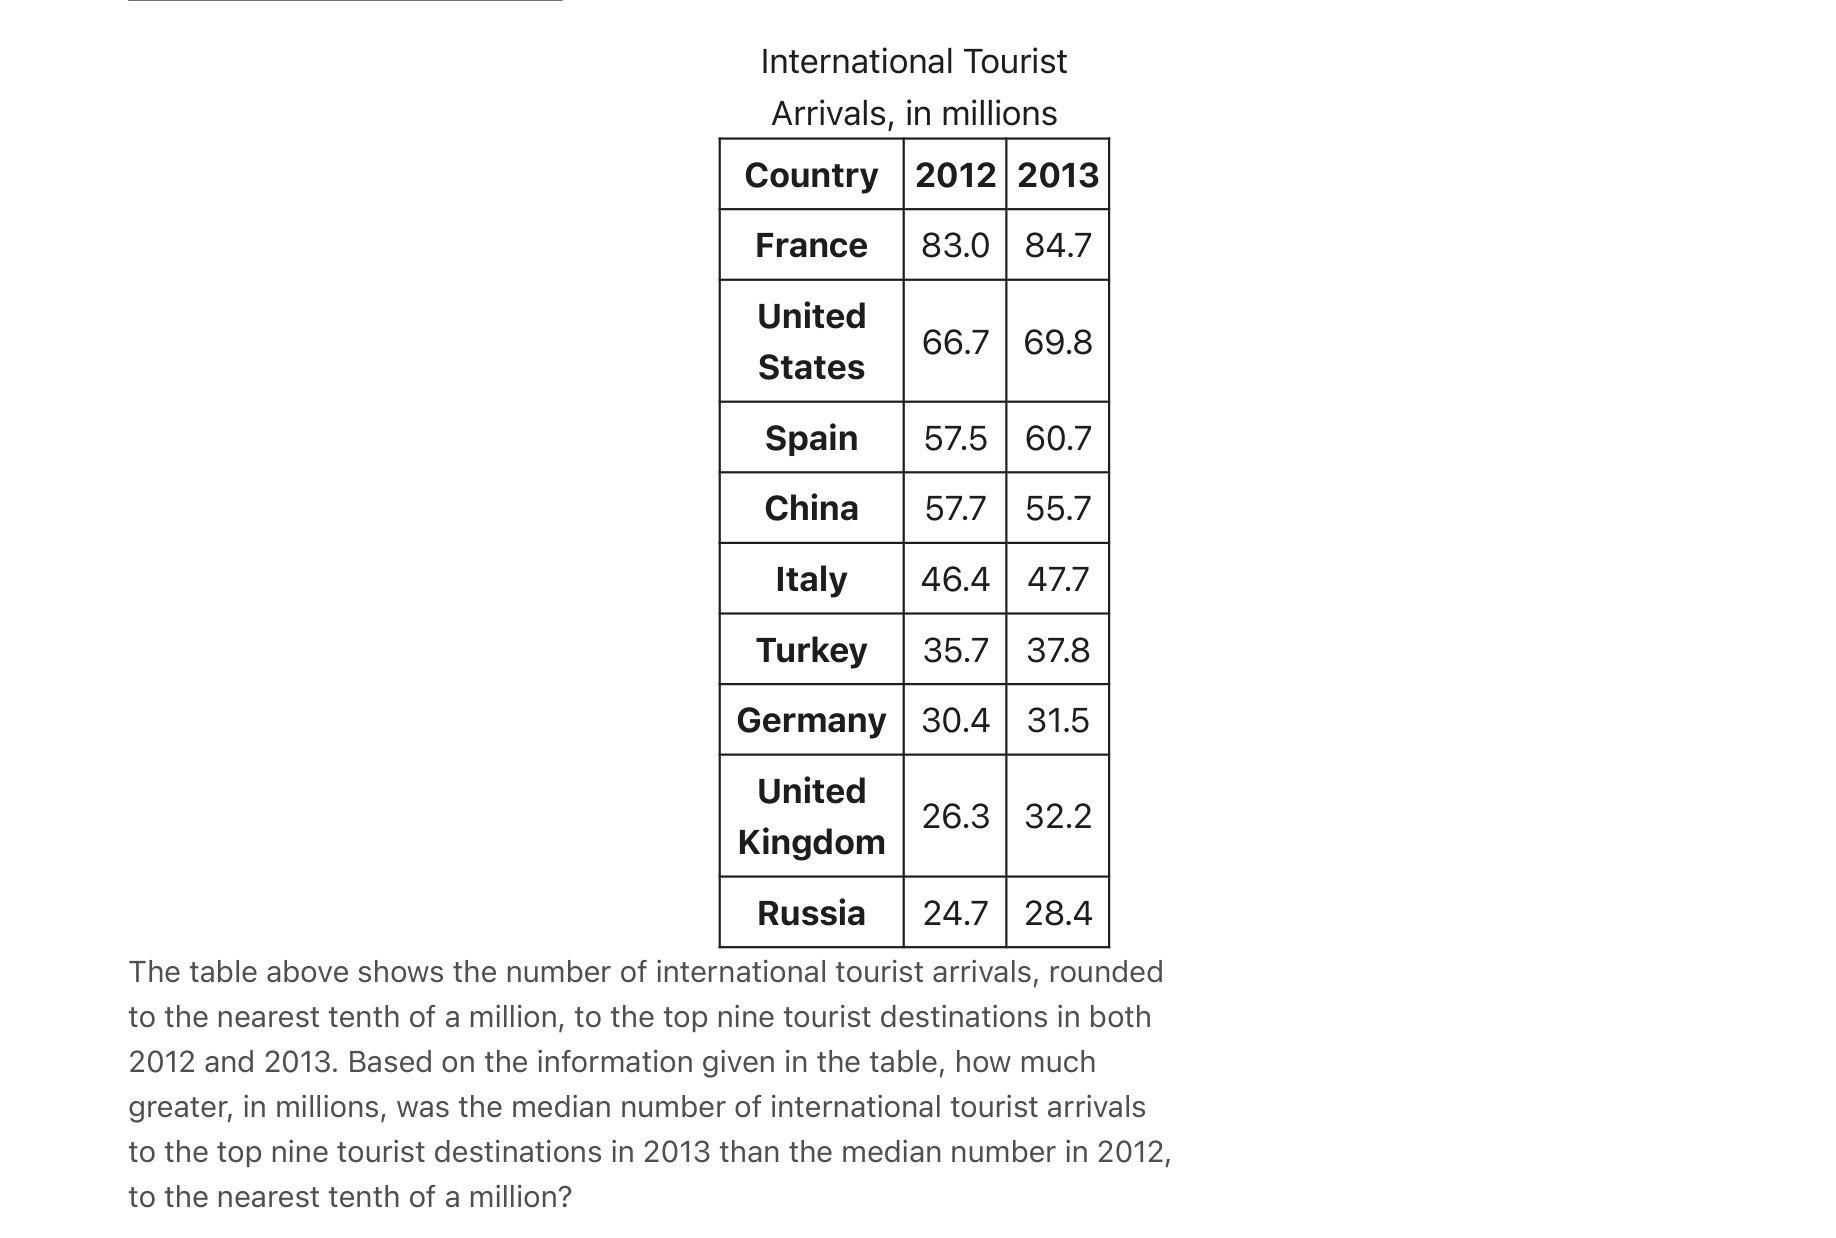 International Tourist
Arrivals, in millions
Country 2012 2013
France 83.0 84.7
United
States 66.7 69.8
Spain 57.5 60.7
China 57.7 55.7
Italy 46.4 47.7
Turkey 35.7 37.8
Germany 30.4 31.5
United
Kingdom 26.3 32.2
Russia 24.7 28.4
The table above shows the number of international tourist arrivals, rounded
to the nearest tenth of a million, to the top nine tourist destinations in both
2012 and 2013. Based on the information given in the table, how much
greater, in millions, was the median number of international tourist arrivals
to the top nine tourist destinations in 2013 than the median number in 2012,
to the nearest tenth of a million?